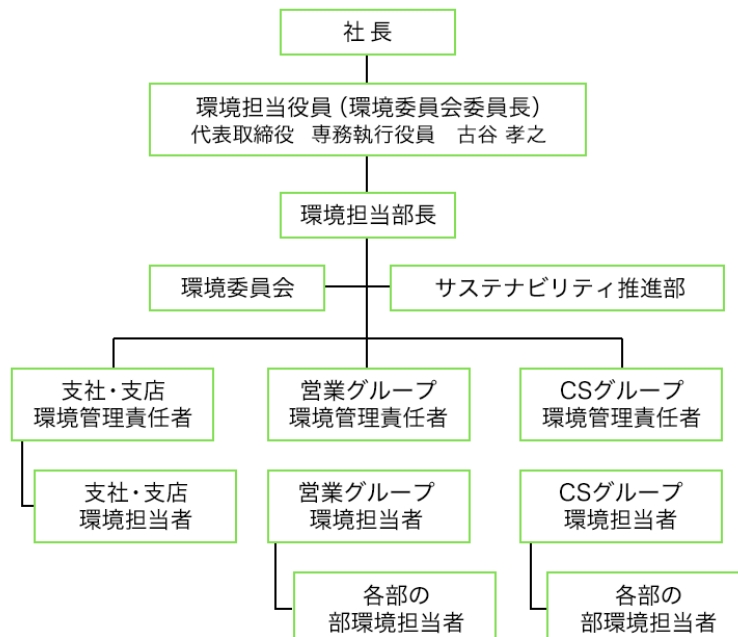 社 長
環境担当役員(環境委員会委員長)
代表取締役 専務執行役員 古谷 孝之
環境担当部長
環境委員会
サステナビリティ推進部
支社・支店
環境管理責任者
営業グループ
環境管理責任者
CSグループ
環境管理責任者
支社・支店
環境担当者
営業グループ
環境担当者
CSグループ
環境担当者
各部の
部環境担当者
各部の
部環境担当者